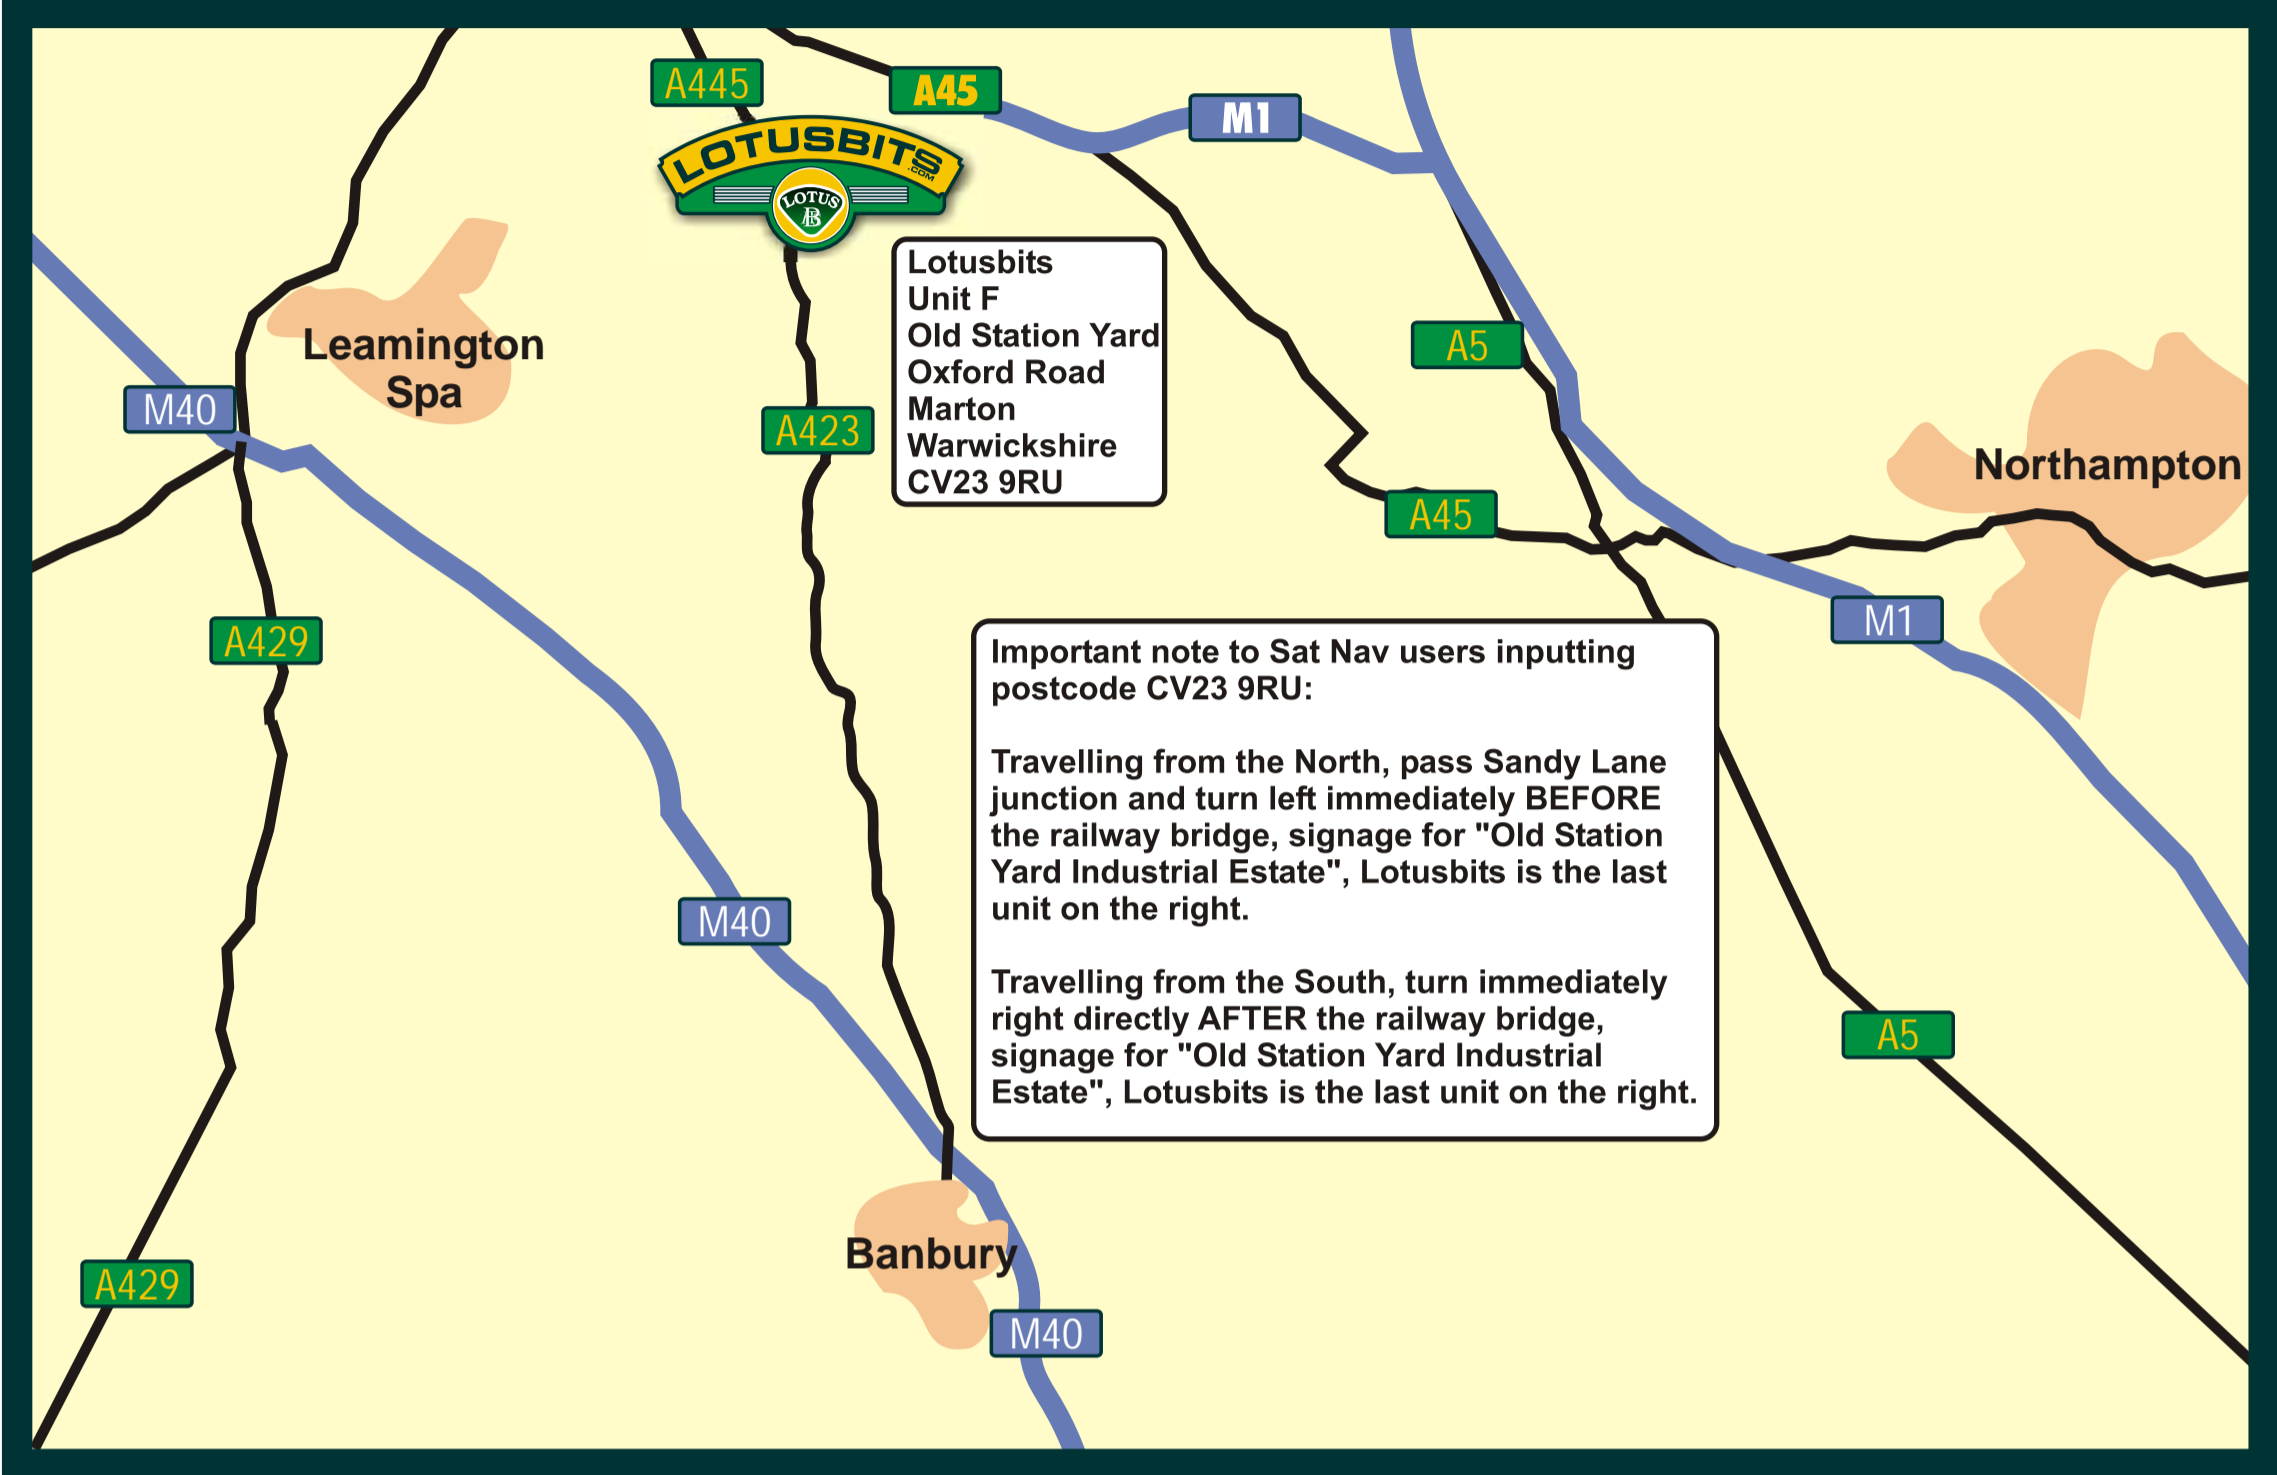 A445
A45
M1
LOTUSBITS
.COM
LOTUS
Lotusbits
Unit F
Old Station Yard
Oxford Road
Marton
Warwickshire
CV23 9RU
Leamington
Spa
A5
M40
A423
Northampton
A45
A429
M1
Important note to Sat Nav users inputting
postcode CV23 9RU:
Travelling from the North, pass Sandy Lane
junction and turn left immediately BEFORE
the railway bridge, signage for "Old Station
Yard Industrial Estate", Lotusbits is the last
unit on the right.
Travelling from the South, turn immediately
right directly AFTER the railway bridge,
signage for "Old Station Yard Industrial
Estate", Lotusbits is the last unit on the right.
M40
A5
Banbury
A429
M40